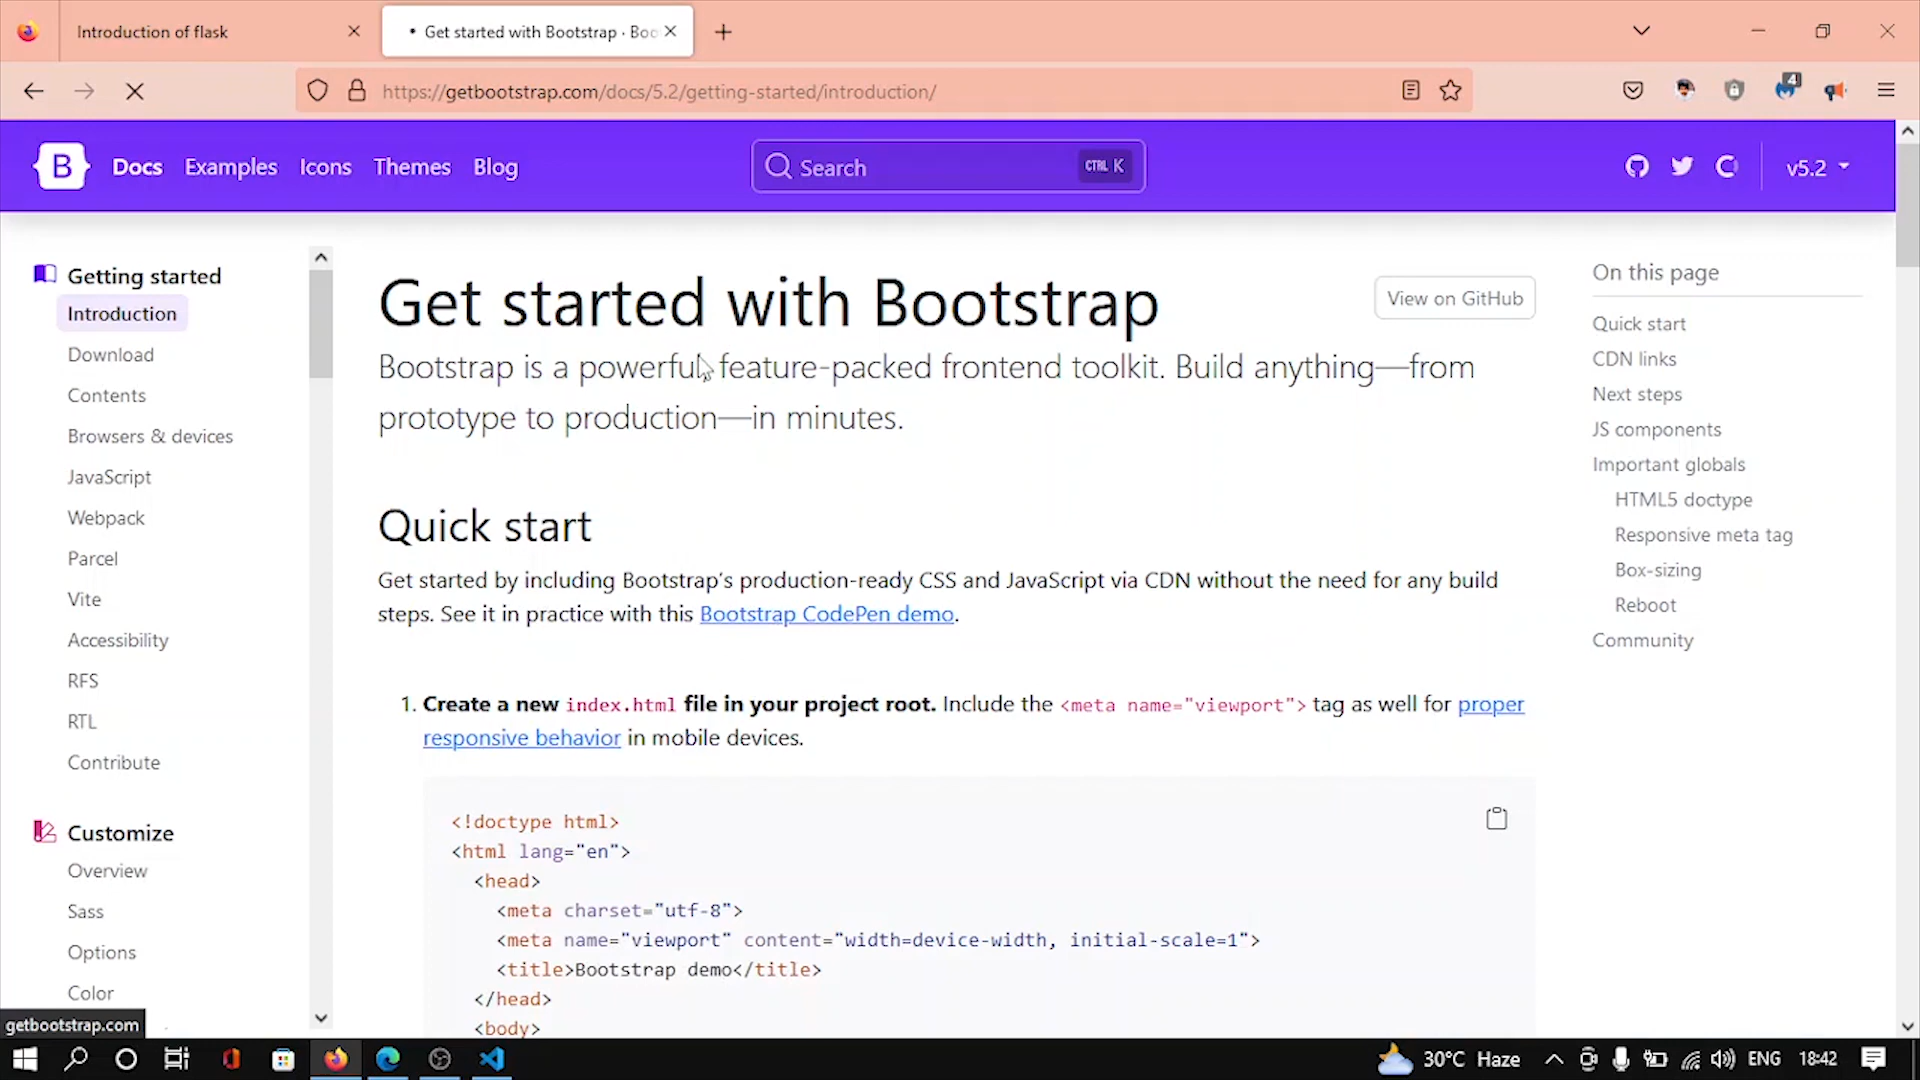 Introduction of flask
Get started with Bootstrap · Boo
https://getbootstrap.com/docs/5.2/getting-started/introduction/
4
B
Docs
Examples
Icons
Themes
Blog
Search
CTRL K
v5.2
Getting started
Introduction
Download
Contents
Browsers & devices
JavaScript
Webpack
Parcel
Vite
Accessibility
RFS
RTL
Contribute
Customize
Overview
Sass
Options
Color
Get started with Bootstrap
View on GitHub
Bootstrap is a powerful, feature-packed frontend toolkit. Build anything—from
prototype to production—in minutes.
Quick start
Get started by including Bootstrap's production-ready CSS and JavaScript via CDN without the need for any build
steps. See it in practice with this Bootstrap CodePen demo.
1. Create a new index.html file in your project root. Include the <meta name="viewport"> tag as well for proper
responsive behavior in mobile devices.
<!doctype html>
<html lang="en">
<head>
<meta charset="utf-8">
<meta name="viewport" content="width=device-width, initial-scale=1">
<title>Bootstrap demo</title>
</head>
<body>
On this page
Quick start
CDN links
Next steps
JS components
Important globals
HTML5 doctype
Responsive meta tag
Box-sizing
Reboot
Community
getbootstrap.com
30°C Haze
ENG
18:42